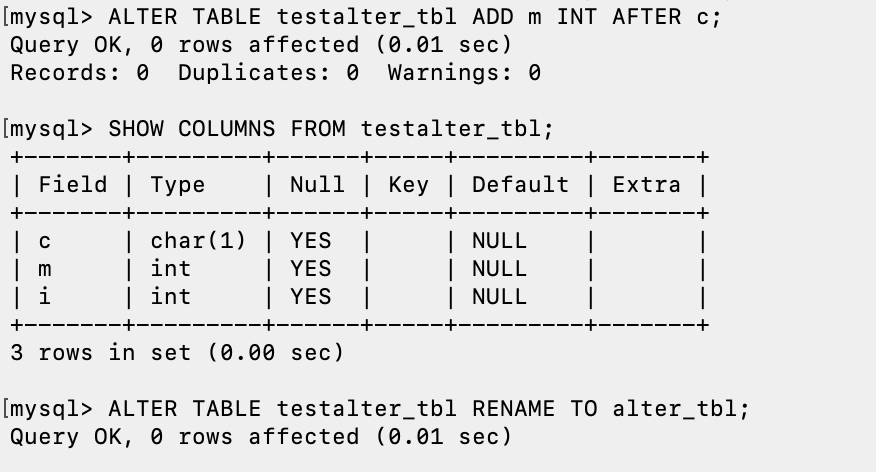 [mysql> ALTER TABLE testalter_tbl ADD m INT AFTER c;
Query OK, 0 rows affected (0.01 sec)
Records: 0  Duplicates: 0  Warnings: 0

[mysql> SHOW COLUMNS FROM testalter_tbl;
+-------+---------+------+-----+---------+-------+
| Field | Type    | Null | Key | Default | Extra |
+-------+---------+------+-----+---------+-------+
| c     | char(1) | YES  |     | NULL    |       |
| m     | int     | YES  |     | NULL    |       |
| i     | int     | YES  |     | NULL    |       |
+-------+---------+------+-----+---------+-------+
3 rows in set (0.00 sec)

[mysql> ALTER TABLE testalter_tbl RENAME TO alter_tbl;
Query OK, 0 rows affected (0.01 sec)